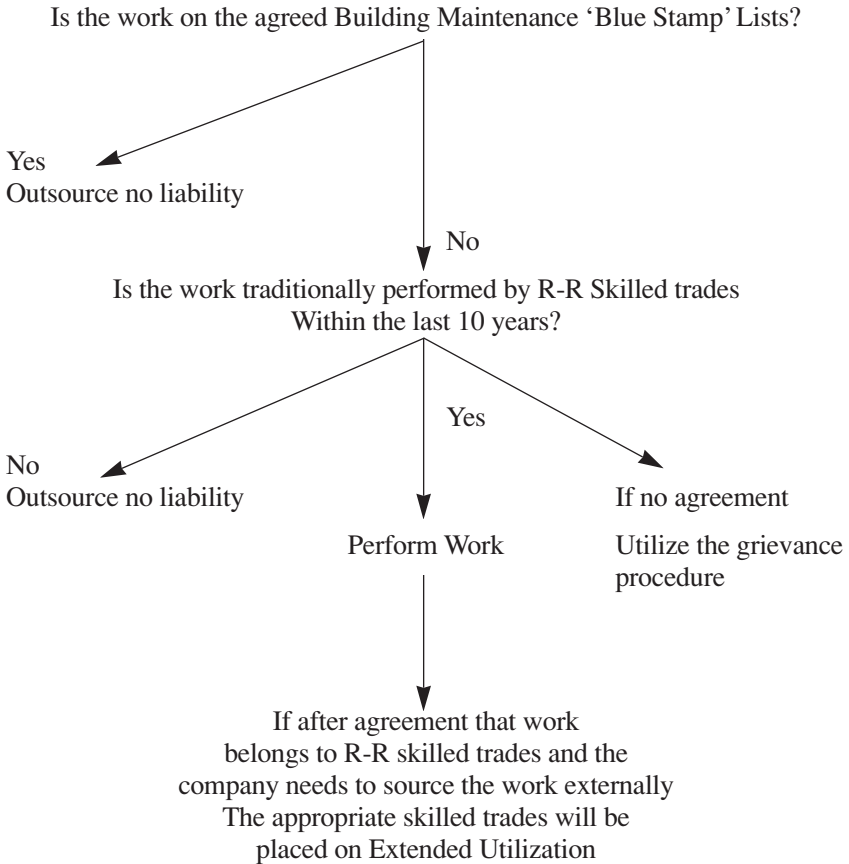 Is the work on the agreed Building Maintenance ‘Blue Stamp’ Lists?
Yes
Outsource no liability
No
Is the work traditionally performed by R-R Skilled trades
Within the last 10 years?
Yes
No
Outsource no liability
If no agreement
Perform Work
Utilize the grievance
procedure
If after agreement that work
belongs to R-R skilled trades and the
company needs to source the work externally
The appropriate skilled trades will be
placed on Extended Utilization